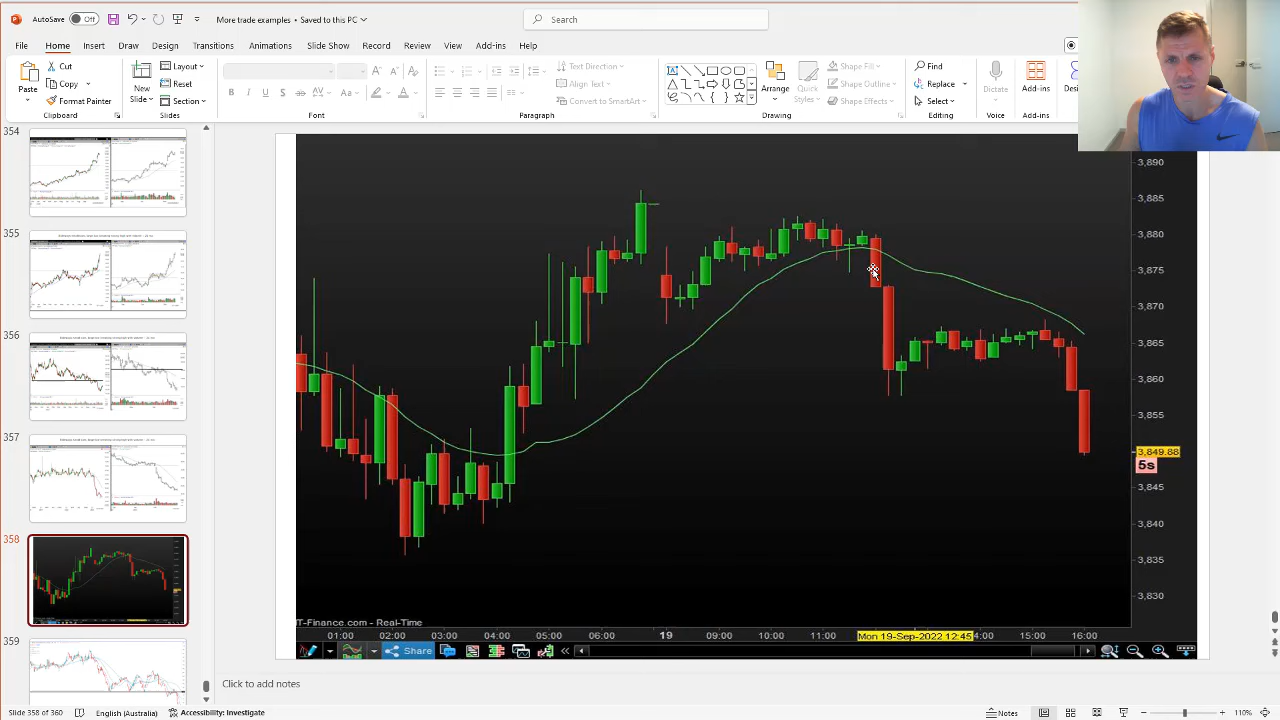 AutoSave Off More trade examples • Saved to this PC Search
File Home Insert Draw Design Transitions Animations Slide Show Record Review View Add-ins Help
Paste Cut Copy Format Painter
New Slide Layout Reset Section
B I U S AV Aa A
Text Direction Align Text Convert to SmartArt
Arrange Quick Styles Shape Fill Shape Outline Shape Effects
Find Replace Select
Dictate Add-ins
Clipboard Slides Font Paragraph Drawing Editing Voice Add-ins
354
355
356
357
358
359
3,890
3,885
3,880
3,875
3,870
3,865
3,860
3,855
3,849.88
5s
3,845
3,840
3,835
3,830
IT-Finance.com - Real-Time
01:00 02:00 03:00 04:00 05:00 06:00 19 09:00 11:00 Mon 19-Sep-2022 12:45 4:00 15:00 16:00
Share
Click to add notes
Slide 358 of 360 English (Australia) Accessibility: Investigate Notes 110%